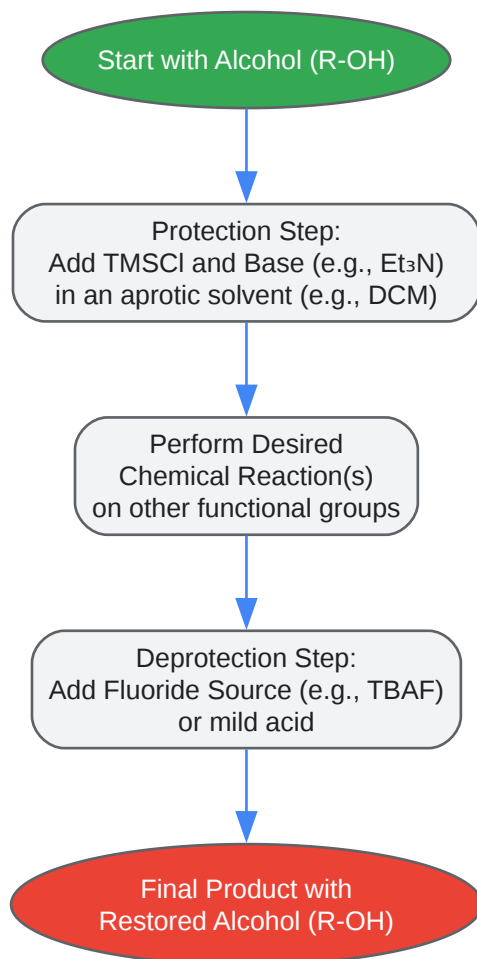 Start with Alcohol (R-OH)
Protection Step:
Add TMSCl and Base (e.g., Et₃N)
in an aprotic solvent (e.g., DCM)
Perform Desired
Chemical Reaction(s)
on other functional groups
Deprotection Step:
Add Fluoride Source (e.g., TBAF)
or mild acid
Final Product with
Restored Alcohol (R-OH)